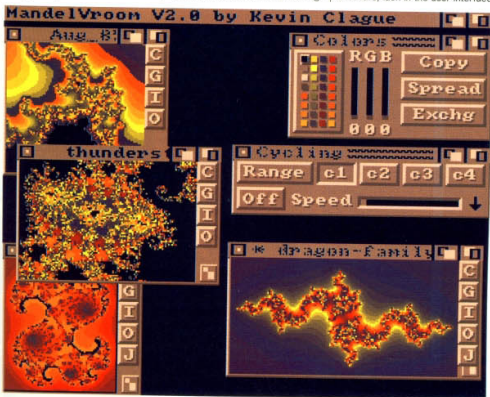 MandelVroom V2.0 by Kevin Clague
Aug_8
C
G
I
O
Colors
RGB
000
Copy
Spread
Exchg
thunderst
C
G
I
O
Cycling
Range c1 c2 c3 c4
Off Speed
G
I
O
J
* dragon-family
C
G
I
O
J